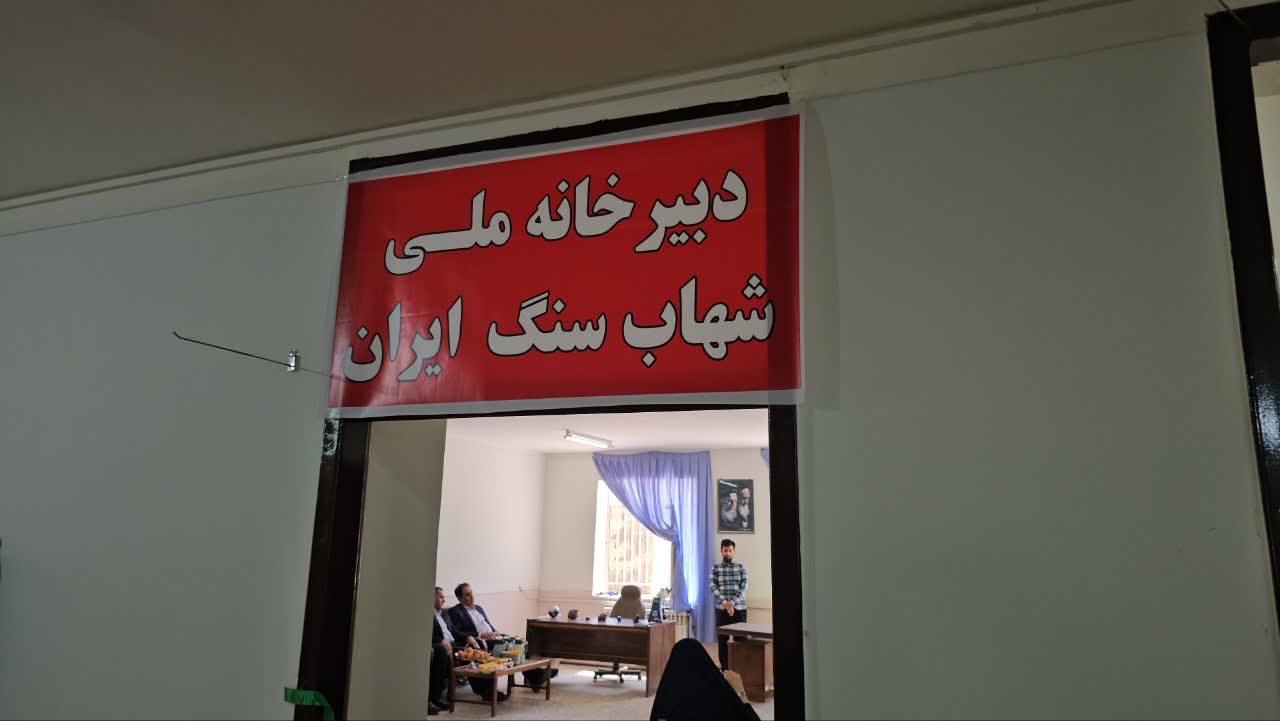 دبیرخانه ملی
شهاب سنگ ایران